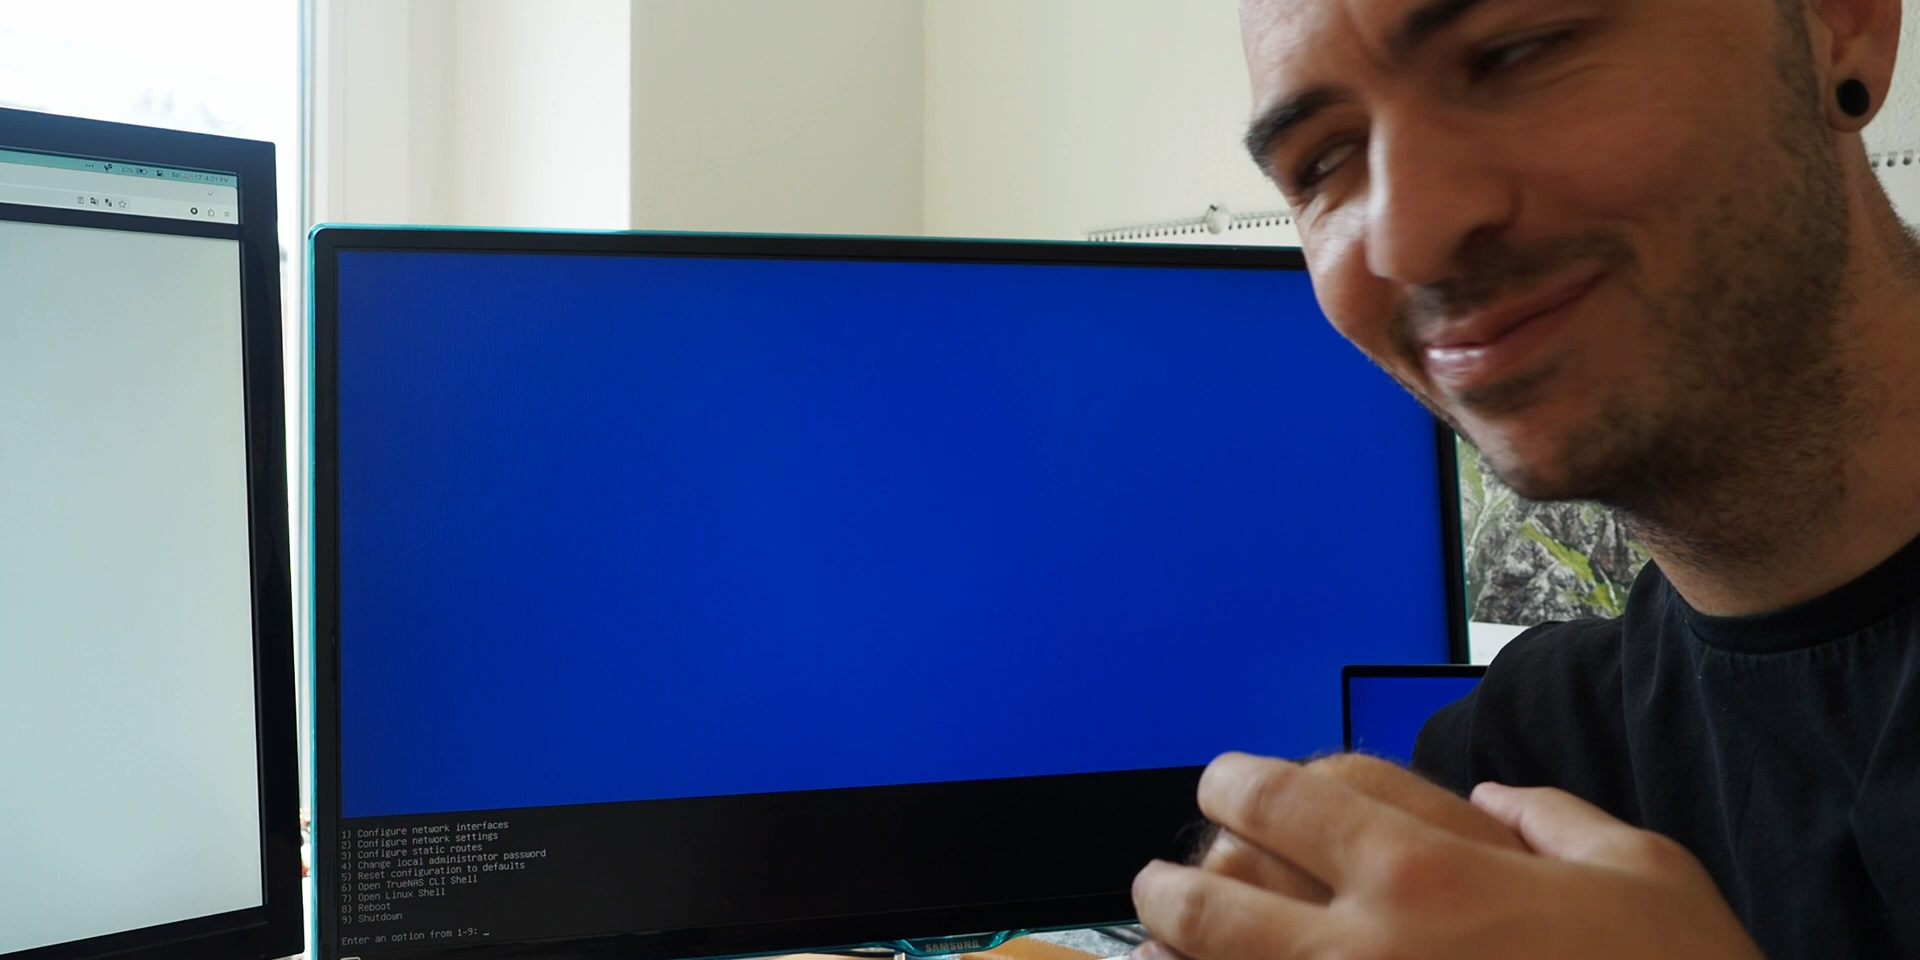 1) Configure network interfaces
2) Configure network settings
3) Configure static routes
4) Change local administrator password
5) Reset configuration to defaults
6) Open TrueNAS CLI Shell
7) Open Linux Shell
8) Reboot
9) Shutdown
Enter an option from 1-9: _
SAMSUNG